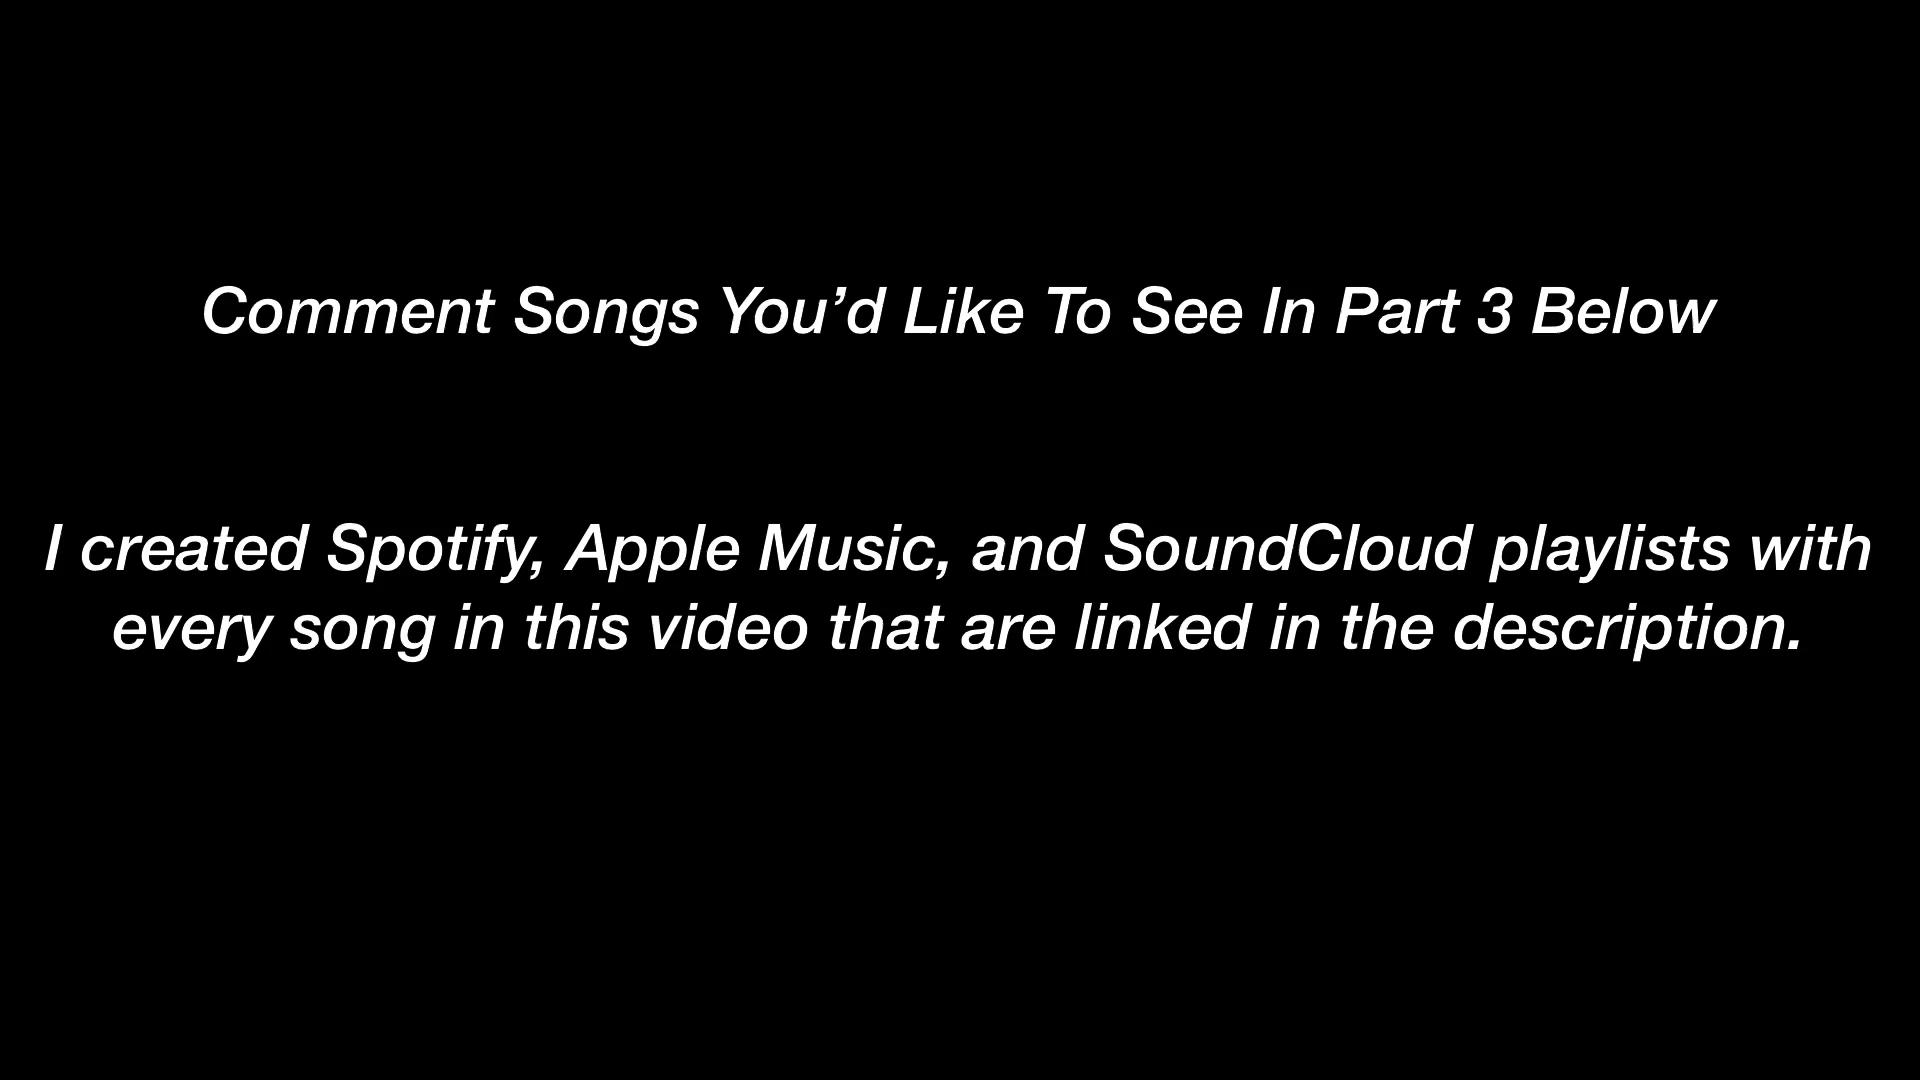 Comment Songs You’d Like To See In Part 3 Below
I created Spotify, Apple Music, and SoundCloud playlists with
every song in this video that are linked in the description.